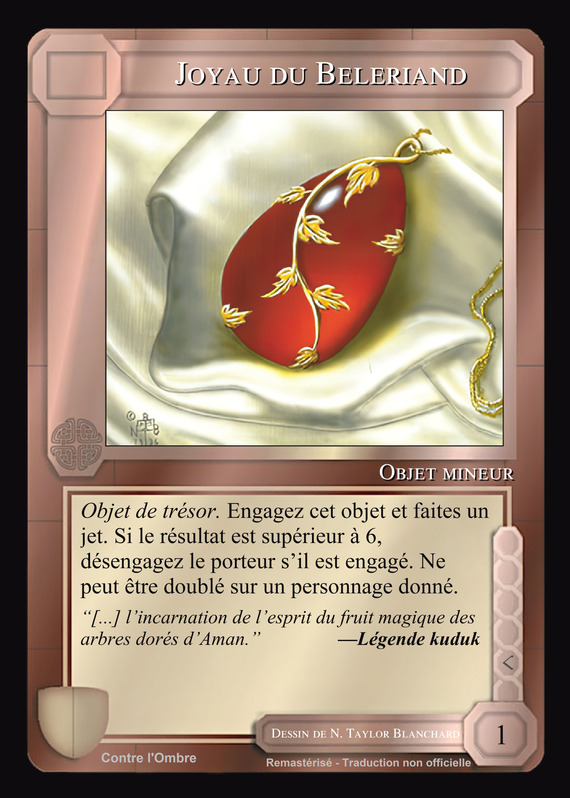 Joyau du Beleriand
Objet mineur
Objet de trésor. Engagez cet objet et faites un
jet. Si le résultat est supérieur à 6,
désengagez le porteur s’il est engagé. Ne
peut être doublé sur un personnage donné.
“[...] l’incarnation de l’esprit du fruit magique des
arbres dorés d’Aman.” —Légende kuduk
Dessin de N. Taylor Blanchard
1
Contre l'Ombre
Remastérisé - Traduction non officielle